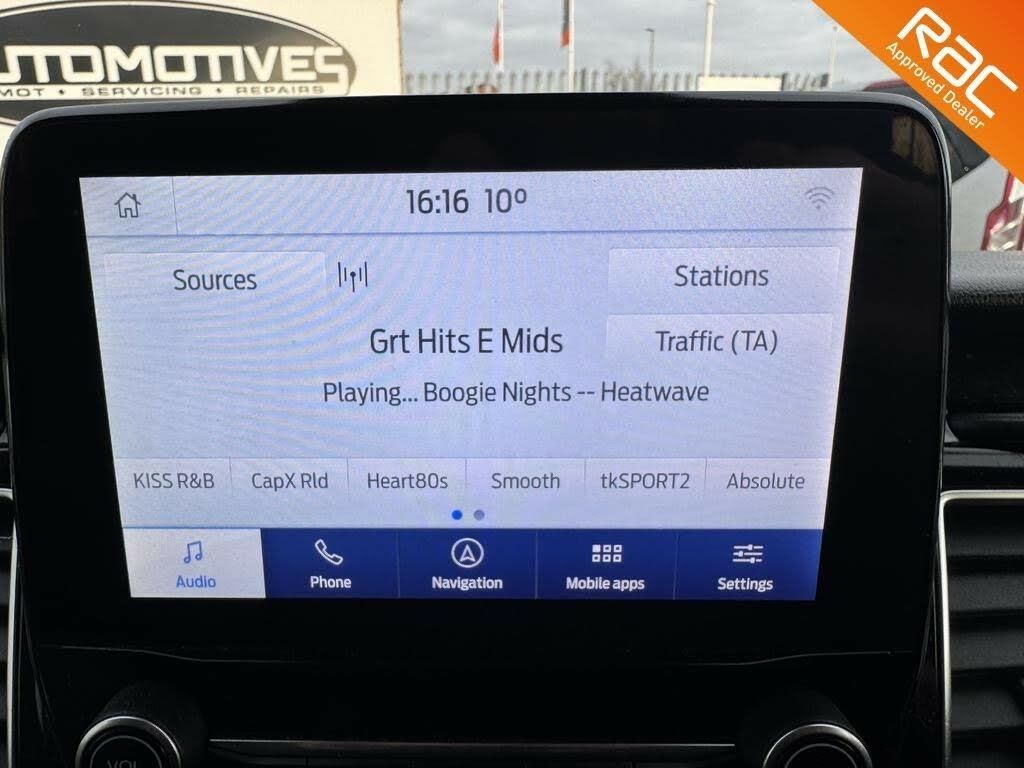 UTOMOTIVES
MOT • SERVICING • REPAIRS
RAC
Approved Dealer
16:16 10°
Sources
Stations
Grt Hits E Mids
Traffic (TA)
Playing... Boogie Nights -- Heatwave
KISS R&B CapX Rld Heart80s Smooth tkSPORT2 Absolute
Audio Phone Navigation Mobile apps Settings
VOL